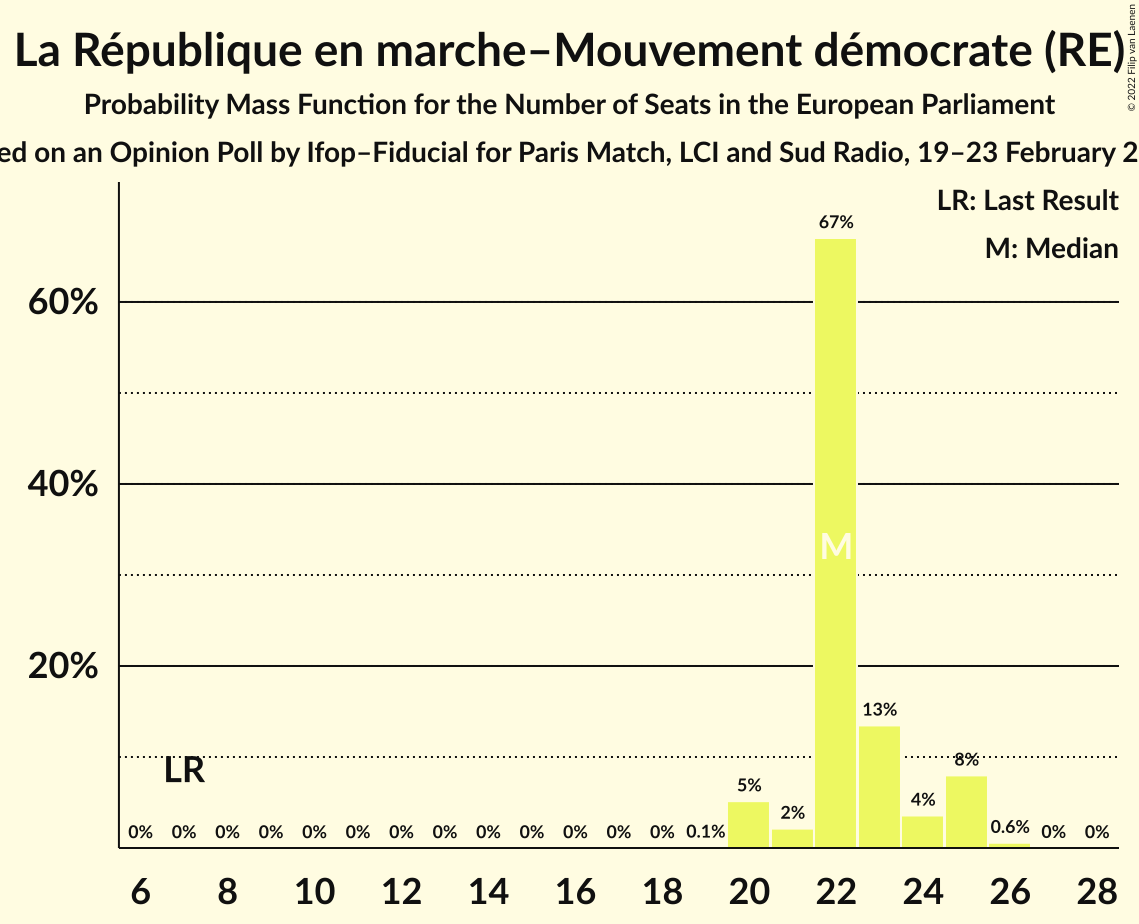 La République en marche–Mouvement démocrate (RE)
© 2022 Filip van Laenen
Probability Mass Function for the Number of Seats in the European Parliament
on an Opinion Poll by Ifop–Fiducial for Paris Match, LCI and Sud Radio, 19–23 February
LR: Last Result
M: Median
67%
60%
40%
M
20%
13%
8%
LR
5%
4%
2%
0% 0% 0% 0% 0% 0% 0% 0% 0% 0% 0% 0% 0% 0.1% 0.6% 0% 0%
6 8 10 12 14 16 18 20 22 24 26 28